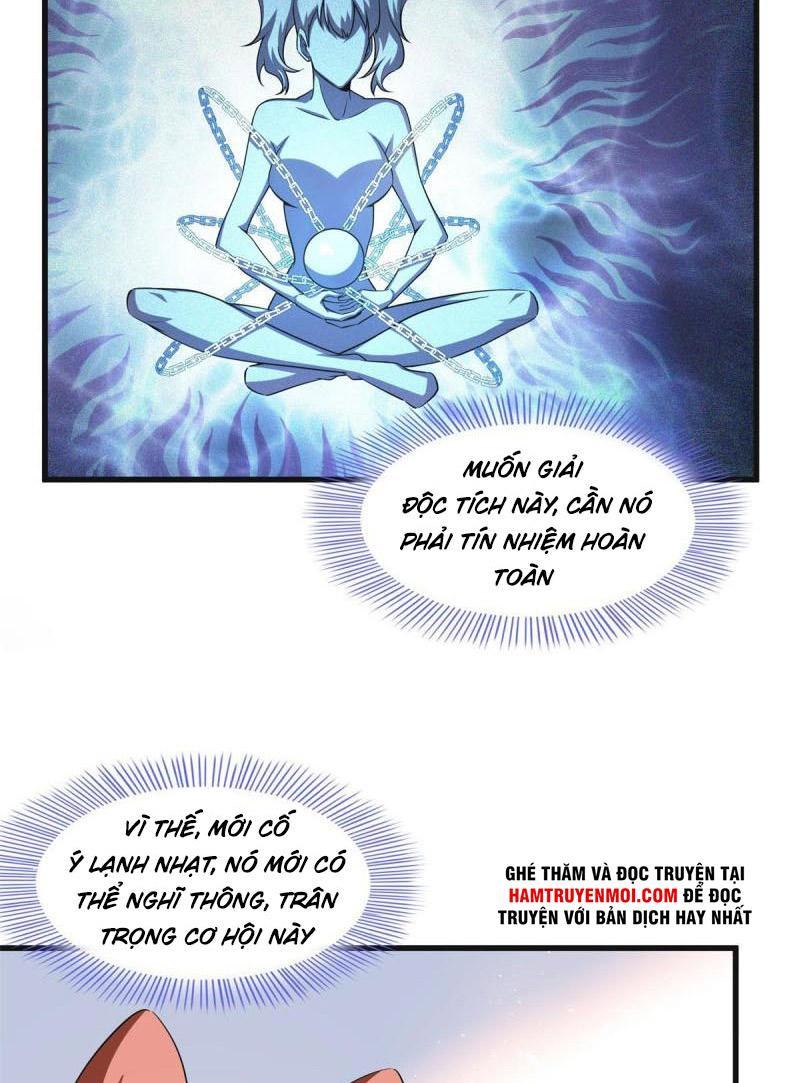 MUỐN GIẢI
ĐỘC TÍCH NÀY, CẦN NÓ
PHẢI TÍN NHIỆM HOÀN
TOÀN
VÌ THẾ, MỚI CỐ
Ý LẠNH NHẠT, NÓ MỚI CÓ
THỂ NGHĨ THÔNG, TRÂN
TRỌNG CƠ HỘI NÀY
GHÉ THĂM VÀ ĐỌC TRUYỆN TẠI
HAMTRUYENMOI.COM ĐỂ ĐỌC
TRUYỆN VỚI BẢN DỊCH HAY NHẤT